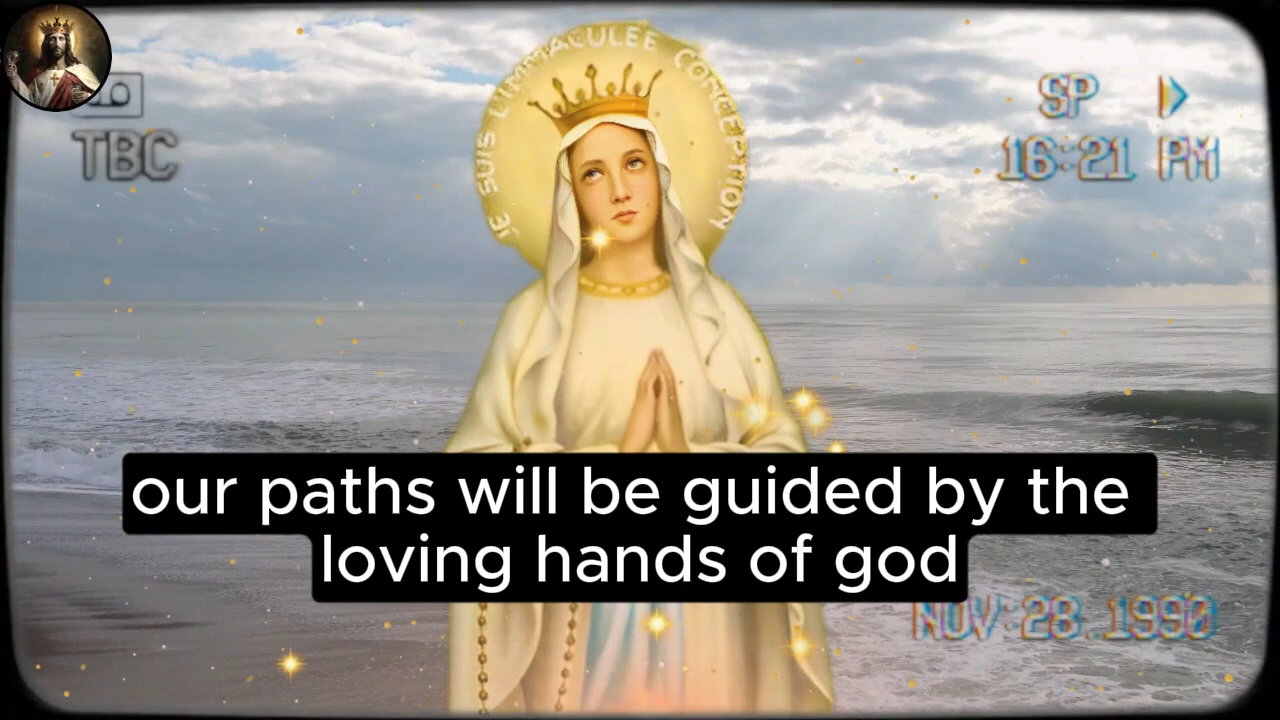 JE SUIS L'IMMACULEE CONCEPTION
TBC
SP
16:21 PM
our paths will be guided by the
loving hands of god
NOV 28 1990